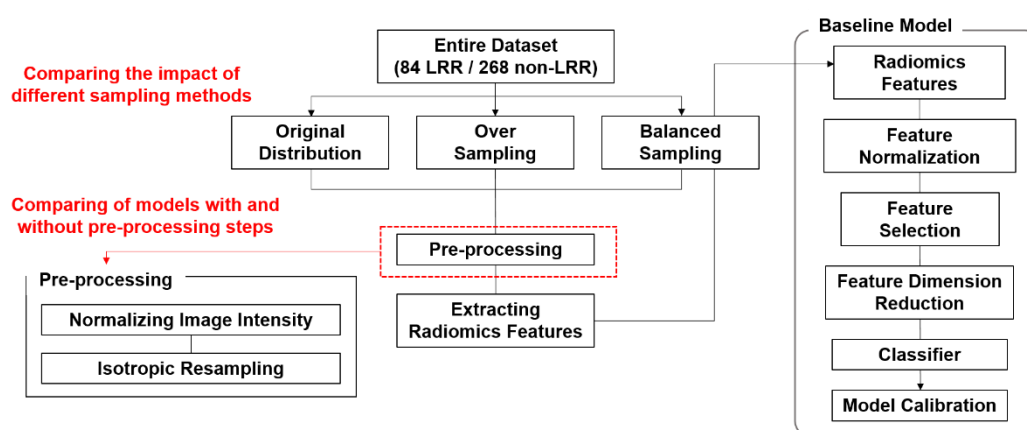 Entire Dataset
(84 LRR / 268 non-LRR)
Comparing the impact of
different sampling methods
Original
Distribution
Over
Sampling
Balanced
Sampling
Comparing of models with and
without pre-processing steps
Pre-processing
Extracting
Radiomics Features
Pre-processing
Normalizing Image Intensity
Isotropic Resampling
Baseline Model
Radiomics
Features
Feature
Normalization
Feature
Selection
Feature Dimension
Reduction
Classifier
Model Calibration